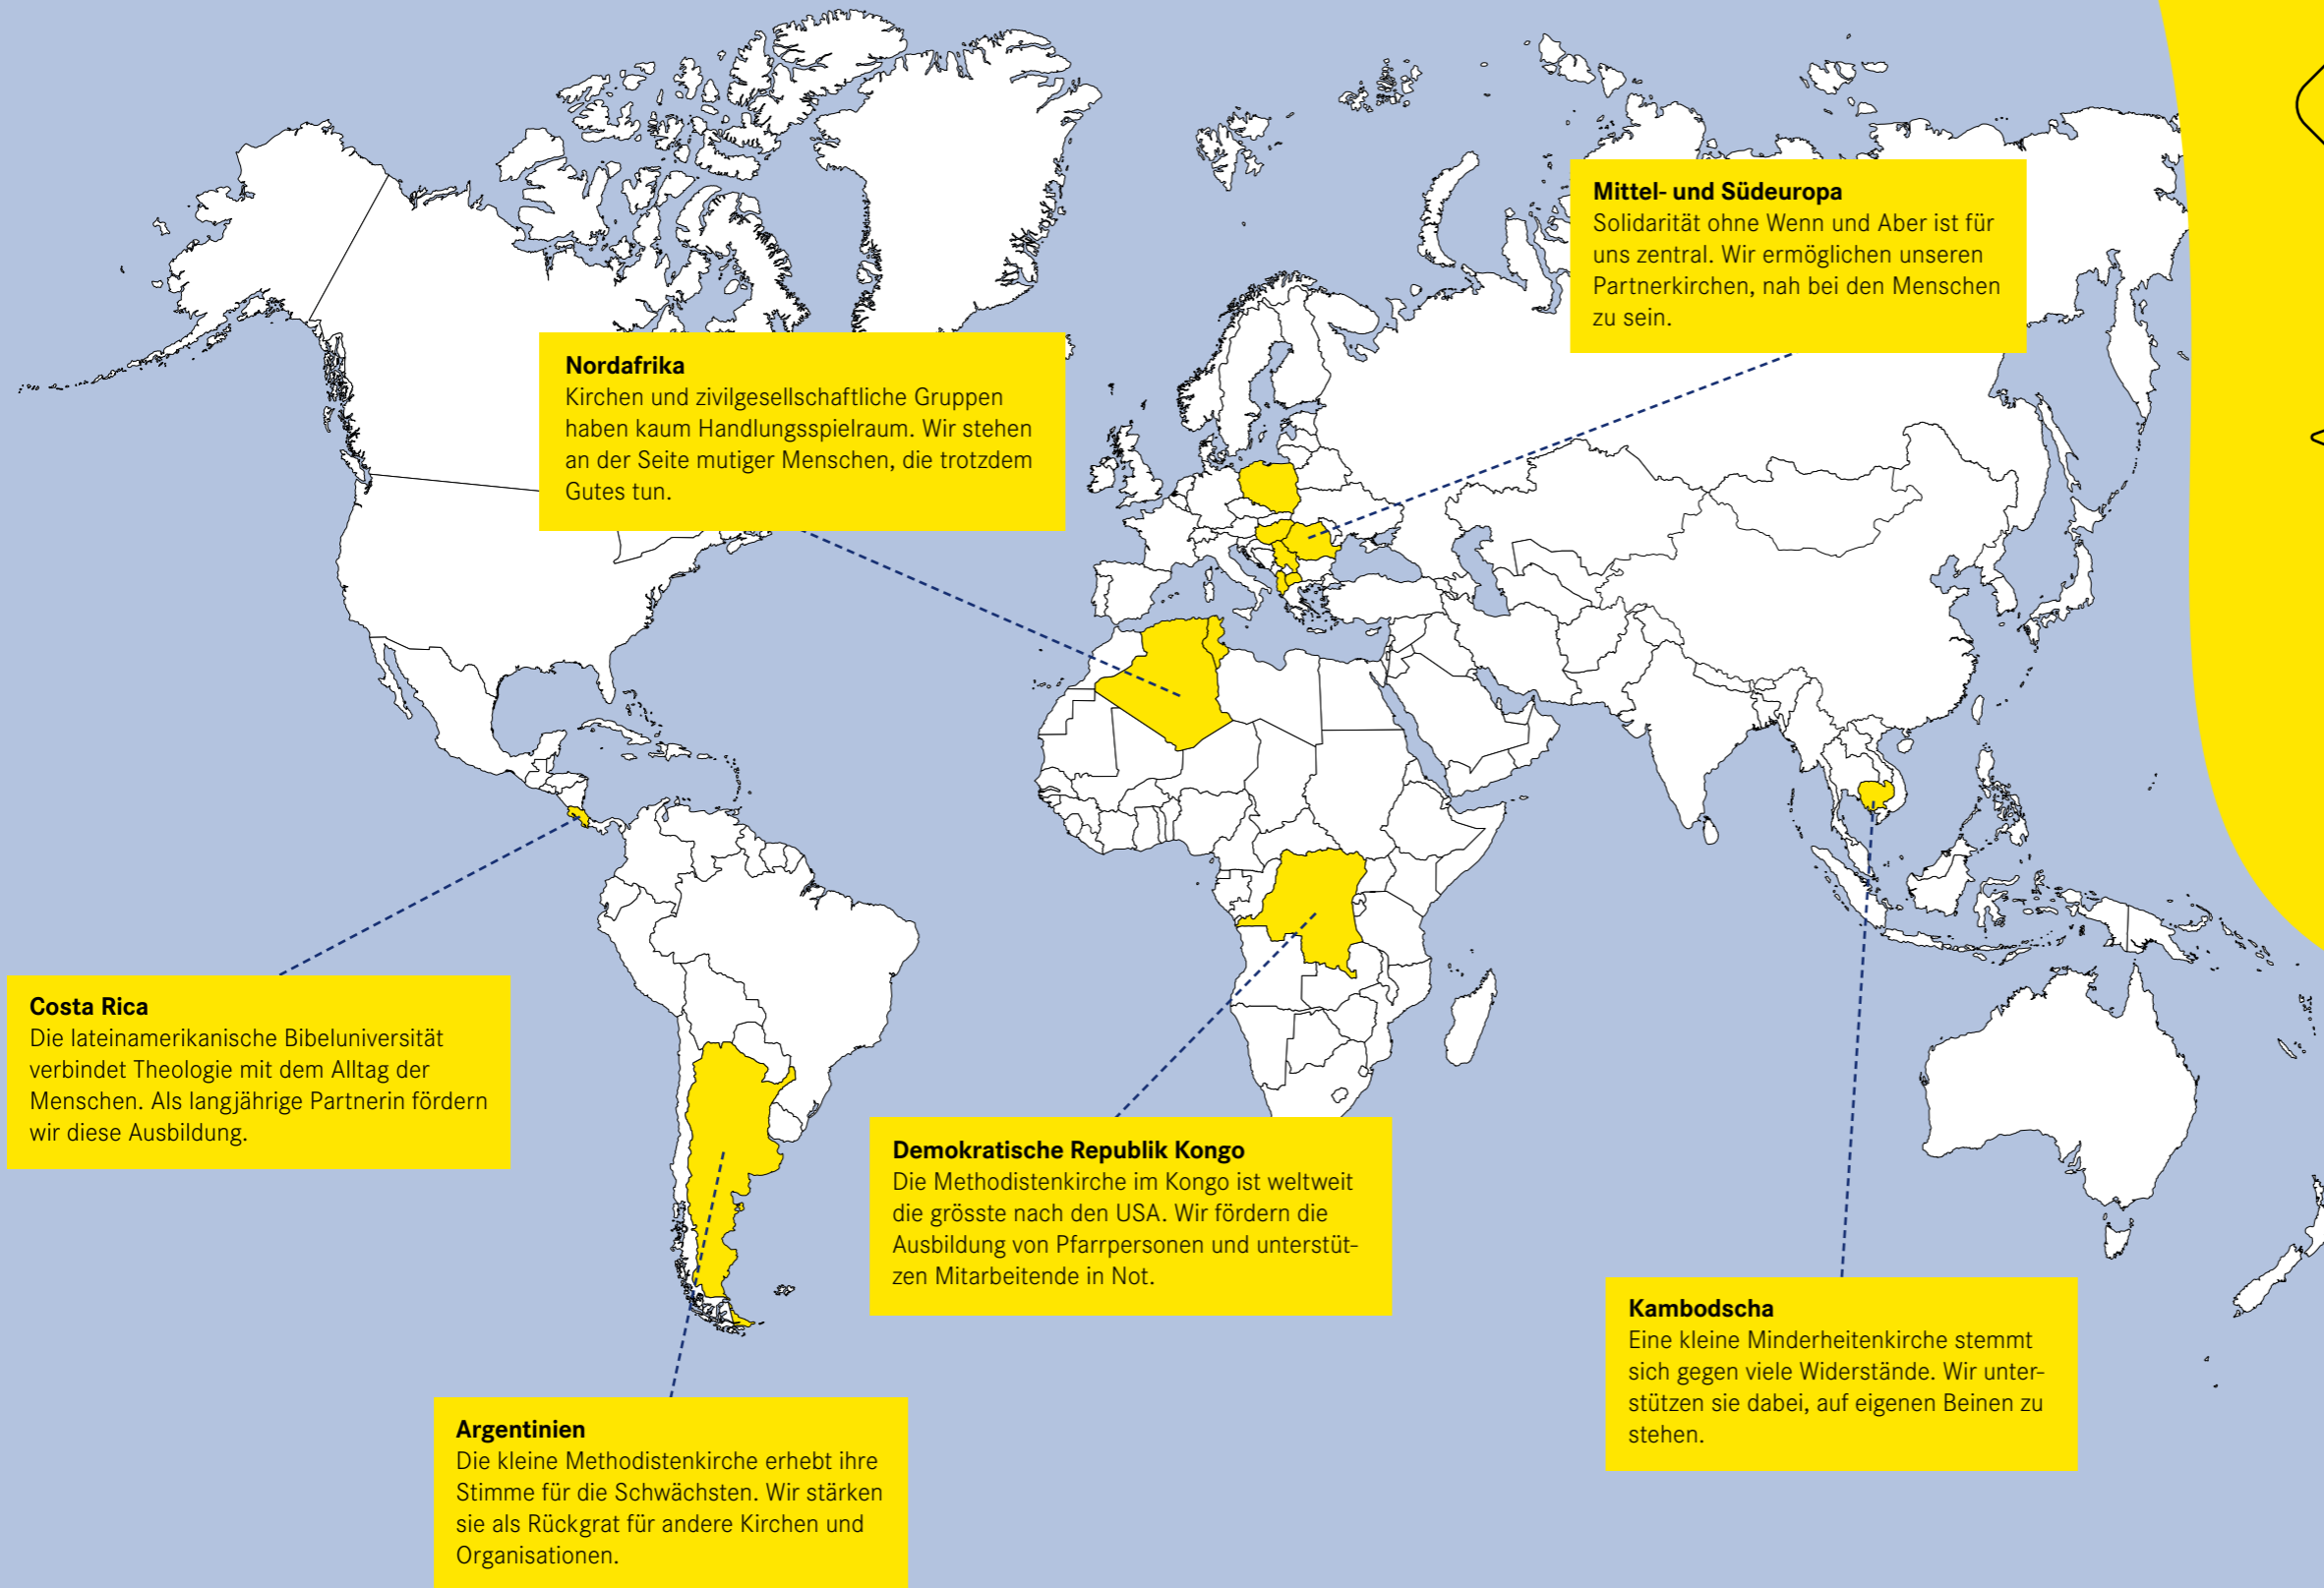 Mittel- und Südeuropa
Solidarität ohne Wenn und Aber ist für
uns zentral. Wir ermöglichen unseren
Partnerkirchen, nah bei den Menschen
zu sein.
Nordafrika
Kirchen und zivilgesellschaftliche Gruppen
haben kaum Handlungsspielraum. Wir stehen
an der Seite mutiger Menschen, die trotzdem
Gutes tun.
Costa Rica
Die lateinamerikanische Bibeluniversität
verbindet Theologie mit dem Alltag der
Menschen. Als langjährige Partnerin fördern
wir diese Ausbildung.
Demokratische Republik Kongo
Die Methodistenkirche im Kongo ist weltweit
die grösste nach den USA. Wir fördern die
Ausbildung von Pfarrpersonen und unterstüt-
zen Mitarbeitende in Not.
Kambodscha
Eine kleine Minderheitenkirche stemmt
sich gegen viele Widerstände. Wir unter-
stützen sie dabei, auf eigenen Beinen zu
stehen.
Argentinien
Die kleine Methodistenkirche erhebt ihre
Stimme für die Schwächsten. Wir stärken
sie als Rückgrat für andere Kirchen und
Organisationen.